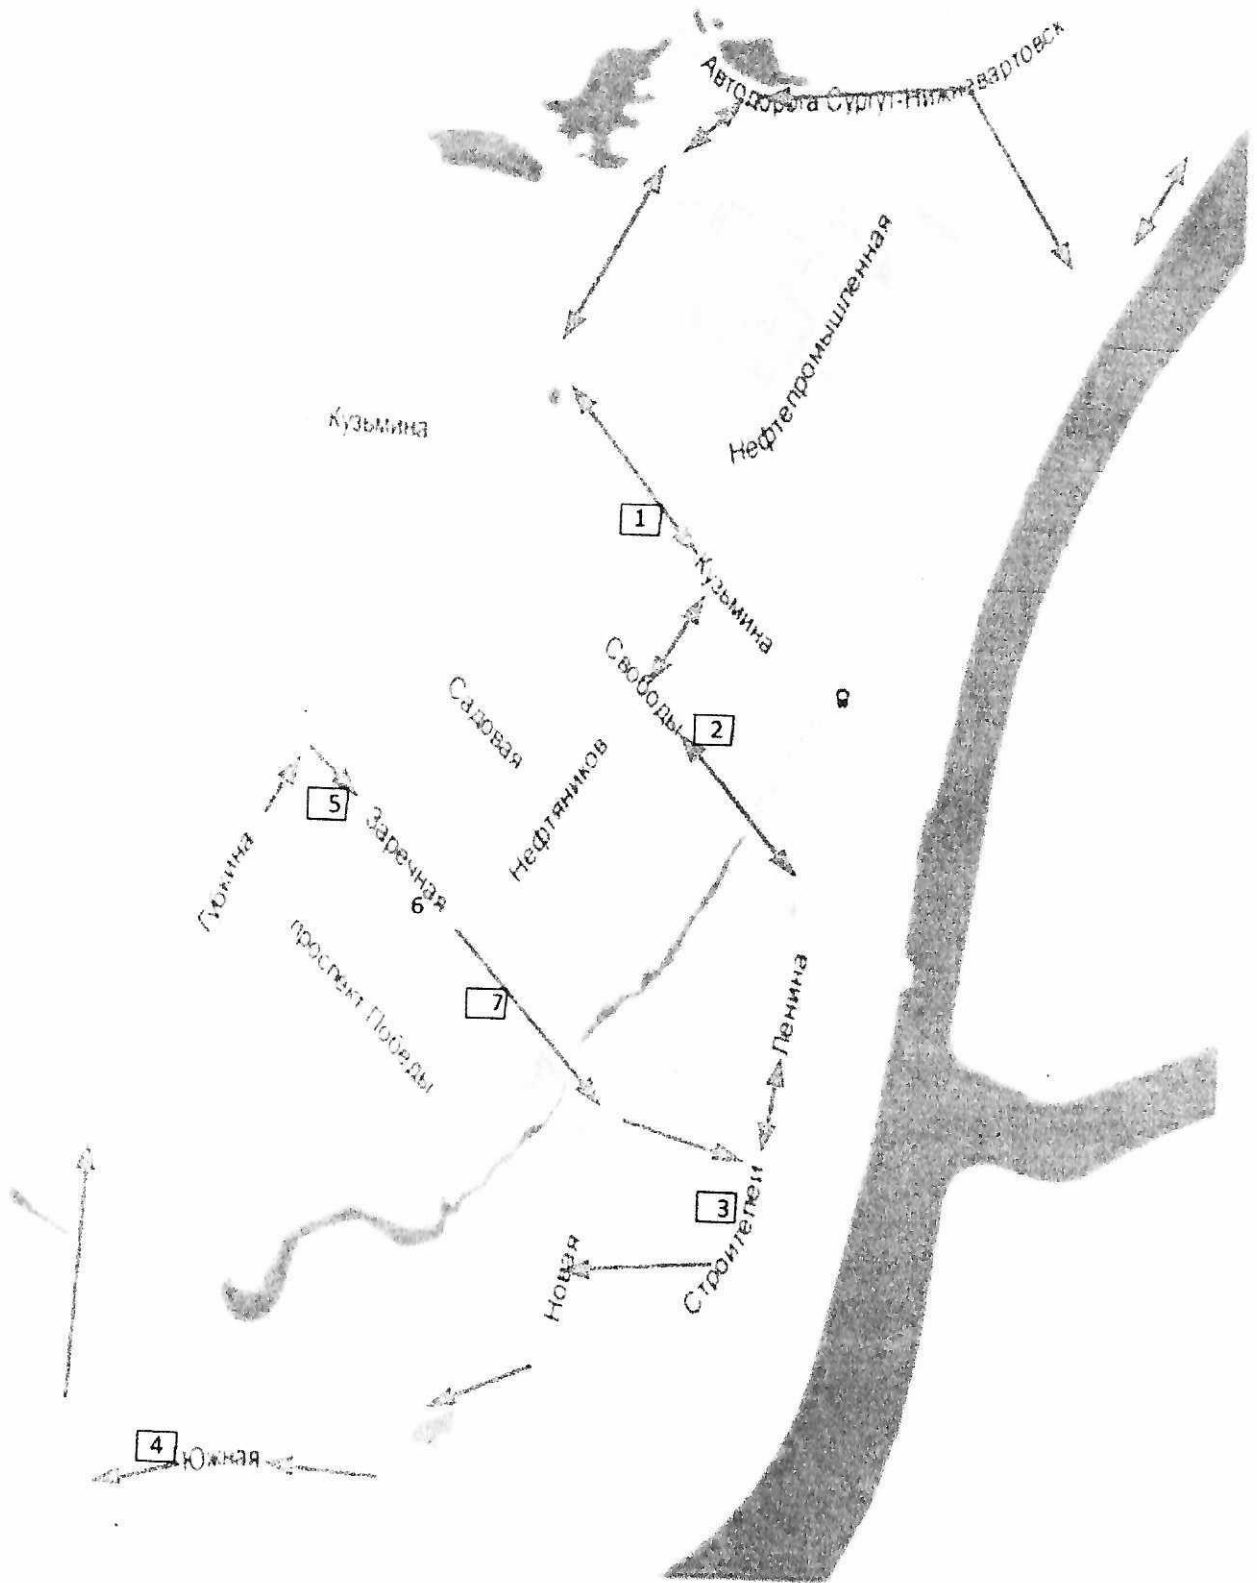 Автодорога Сургут-Нижневартовск
Нефтепромышленная
Кузьмина
1
Кузьмина
Свободы
2
Садовая
Нефтяников
5
Заречная
6
Губкина
проспект Победы
7
Ленина
3
Строителей
Новая
4
Южная